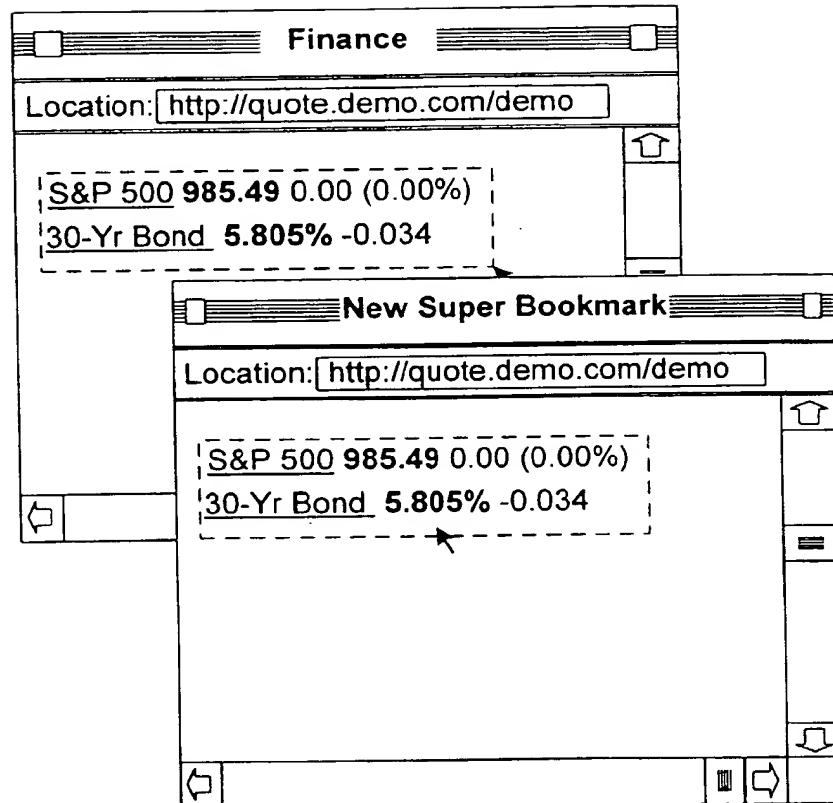 Finance
Location: http://quote.demo.com/demo
S&P 500 985.49 0.00 (0.00%)
30-Yr Bond 5.805% -0.034
New Super Bookmark
Location: http://quote.demo.com/demo
S&P 500 985.49 0.00 (0.00%)
30-Yr Bond 5.805% -0.034